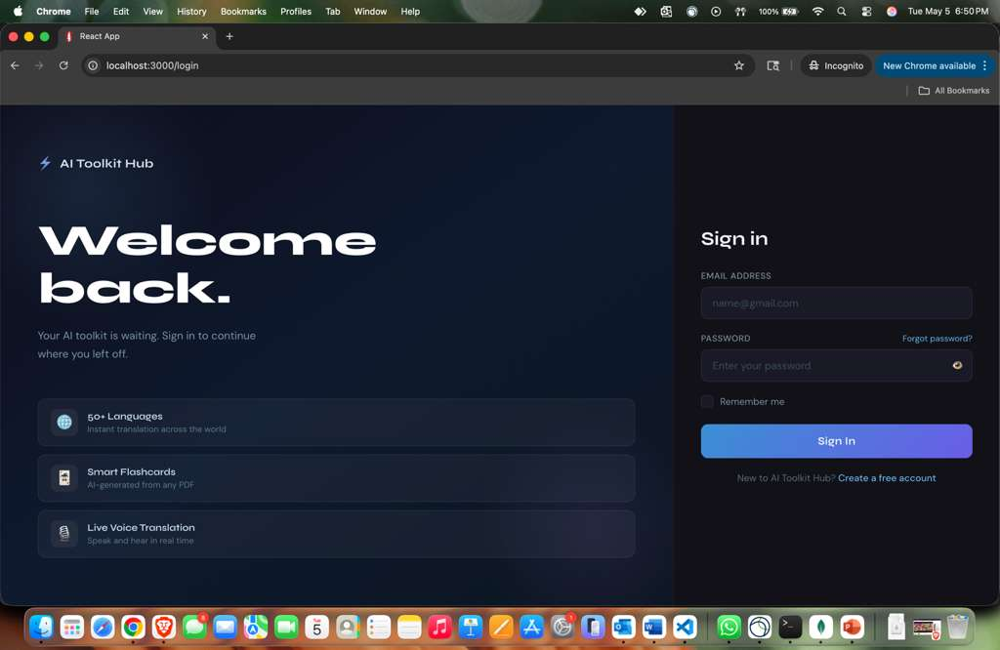 Chrome File Edit View History Bookmarks Profiles Tab Window Help 100% Tue May 5 6:50 PM
React App
localhost:3000/login Incognito New Chrome available
All Bookmarks
AI Toolkit Hub
Welcome
back.
Your AI toolkit is waiting. Sign in to continue
where you left off.
50+ Languages
Instant translation across the world
Smart Flashcards
AI-generated from any PDF
Live Voice Translation
Speak and hear in real time
Sign in
EMAIL ADDRESS
name@gmail.com
PASSWORD Forgot password?
Enter your password
Remember me
Sign In
New to AI Toolkit Hub? Create a free account